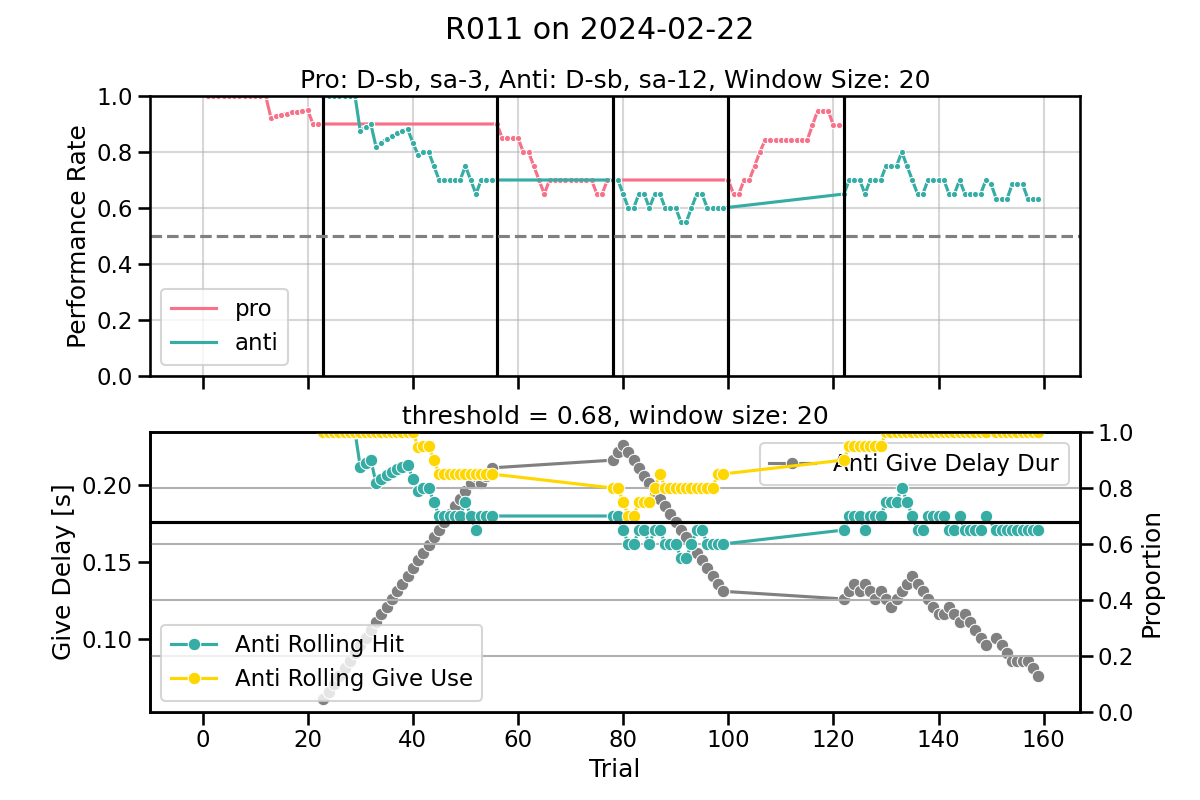 R011 on 2024-02-22
Pro: D-sb, sa-3, Anti: D-sb, sa-12, Window Size: 20
1.0
0.8
0.6
0.4
0.2
0.0
Performance Rate
pro
anti
threshold = 0.68, window size: 20
0.20
0.15
0.10
Give Delay [s]
Anti Give Delay Dur
Anti Rolling Hit
Anti Rolling Give Use
1.0
0.8
0.6
0.4
0.2
0.0
Proportion
0 20 40 60 80 100 120 140 160
Trial